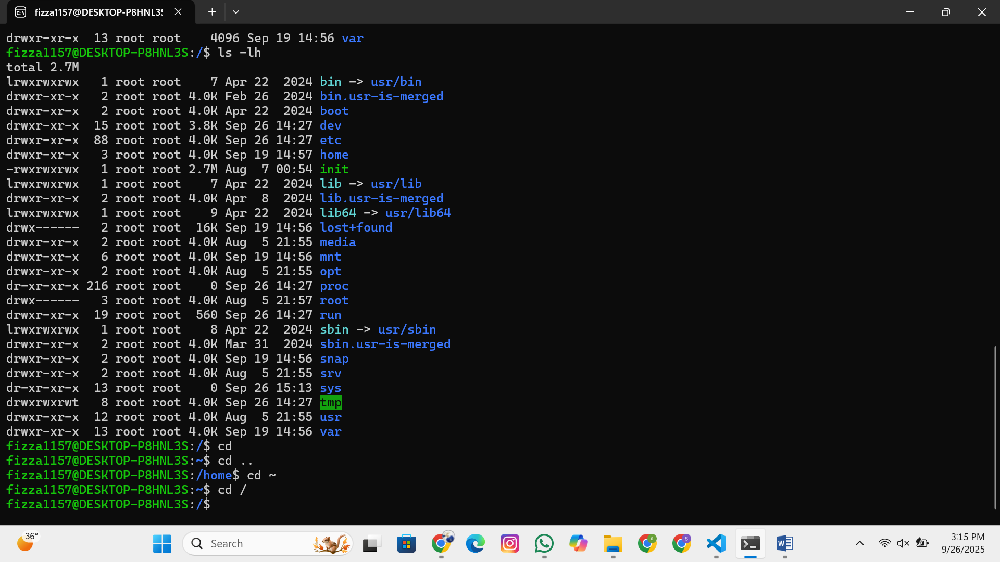 fizza1157@DESKTOP-P8HNL3S
drwxr-xr-x  13 root root    4096 Sep 19 14:56 var
fizza1157@DESKTOP-P8HNL3S:/$ ls -lh
total 2.7M
lrwxrwxrwx   1 root root    7 Apr 22  2024 bin -> usr/bin
drwxr-xr-x   2 root root 4.0K Feb 26  2024 bin.usr-is-merged
drwxr-xr-x   2 root root 4.0K Apr 22  2024 boot
drwxr-xr-x  15 root root 3.8K Sep 26 14:27 dev
drwxr-xr-x  88 root root 4.0K Sep 26 14:27 etc
drwxr-xr-x   3 root root 4.0K Sep 19 14:57 home
-rwxrwxrwx   1 root root 2.7M Aug  7 00:54 init
lrwxrwxrwx   1 root root    7 Apr 22  2024 lib -> usr/lib
drwxr-xr-x   2 root root 4.0K Apr  8  2024 lib.usr-is-merged
lrwxrwxrwx   1 root root    9 Apr 22  2024 lib64 -> usr/lib64
drwx------   2 root root  16K Sep 19 14:56 lost+found
drwxr-xr-x   2 root root 4.0K Aug  5 21:55 media
drwxr-xr-x   6 root root 4.0K Sep 19 14:56 mnt
drwxr-xr-x   2 root root 4.0K Aug  5 21:55 opt
dr-xr-xr-x 216 root root    0 Sep 26 14:27 proc
drwx------   3 root root 4.0K Aug  5 21:57 root
drwxr-xr-x  19 root root  560 Sep 26 14:27 run
lrwxrwxrwx   1 root root    8 Apr 22  2024 sbin -> usr/sbin
drwxr-xr-x   2 root root 4.0K Mar 31  2024 sbin.usr-is-merged
drwxr-xr-x   2 root root 4.0K Sep 19 14:56 snap
drwxr-xr-x   2 root root 4.0K Aug  5 21:55 srv
dr-xr-xr-x  13 root root    0 Sep 26 15:13 sys
drwxrwxrwt   8 root root 4.0K Sep 26 14:27 tmp
drwxr-xr-x  12 root root 4.0K Aug  5 21:55 usr
drwxr-xr-x  13 root root 4.0K Sep 19 14:56 var
fizza1157@DESKTOP-P8HNL3S:/$ cd
fizza1157@DESKTOP-P8HNL3S:~$ cd ..
fizza1157@DESKTOP-P8HNL3S:/home$ cd ~
fizza1157@DESKTOP-P8HNL3S:~$ cd /
fizza1157@DESKTOP-P8HNL3S:/$
36°
Search
3:15 PM
9/26/2025